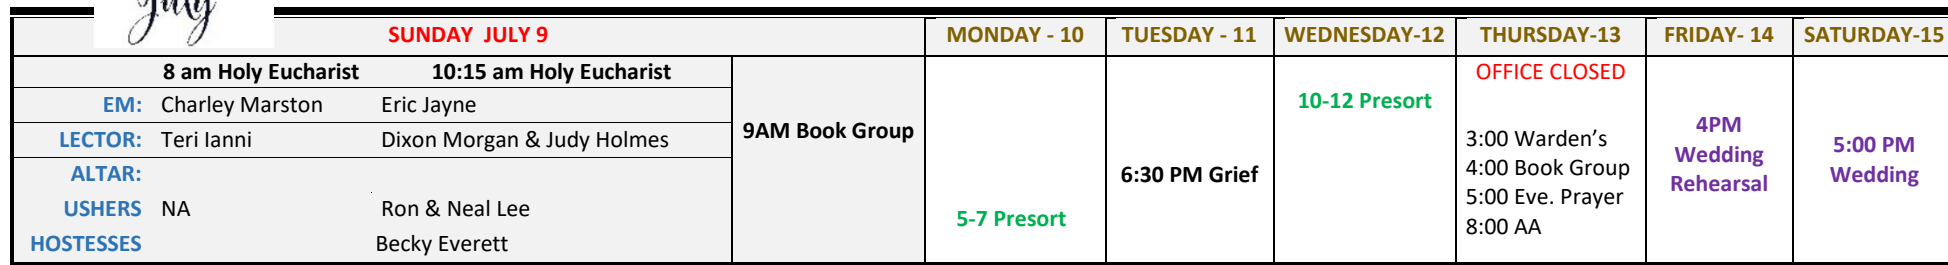 July
SUNDAY JULY 9 MONDAY - 10 TUESDAY - 11 WEDNESDAY-12 THURSDAY-13 FRIDAY- 14 SATURDAY-15
8 am Holy Eucharist 10:15 am Holy Eucharist
EM: Charley Marston Eric Jayne
LECTOR: Teri Ianni Dixon Morgan & Judy Holmes
ALTAR:
USHERS NA Ron & Neal Lee
HOSTESSES Becky Everett
9AM Book Group
5-7 Presort
6:30 PM Grief
10-12 Presort
OFFICE CLOSED
3:00 Warden’s
4:00 Book Group
5:00 Eve. Prayer
8:00 AA
4PM
Wedding
Rehearsal
5:00 PM
Wedding